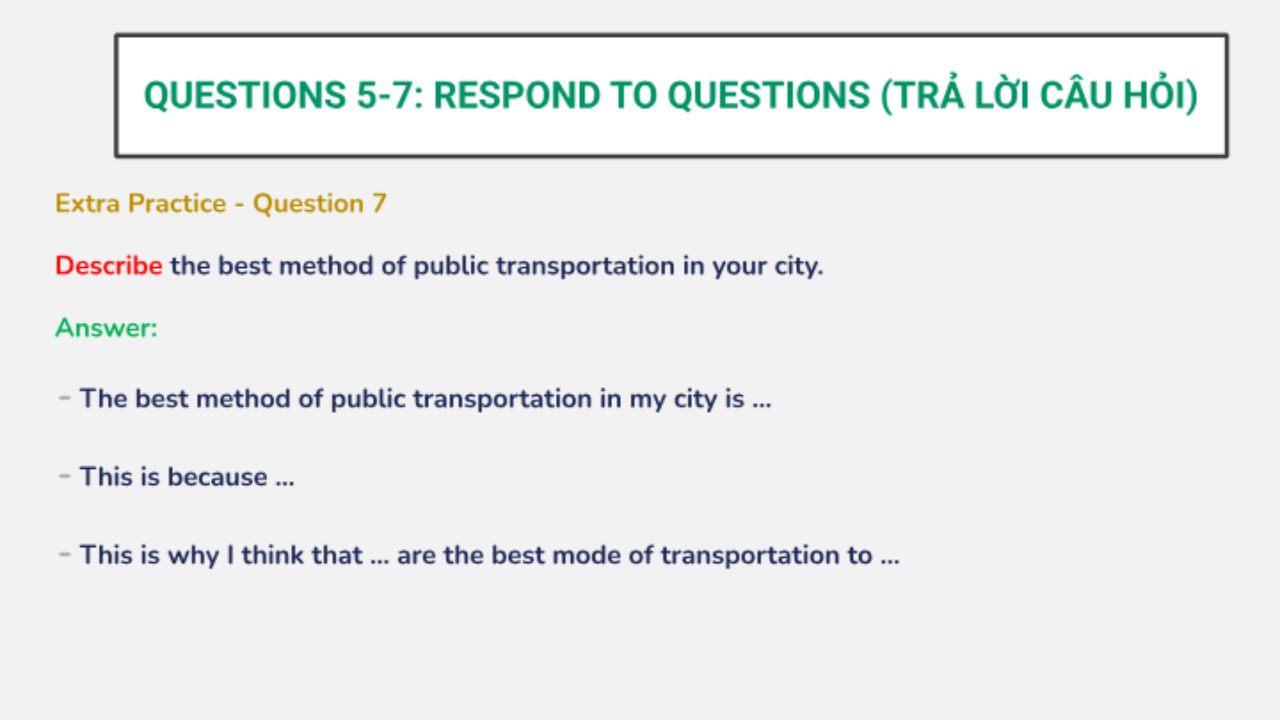 QUESTIONS 5-7: RESPOND TO QUESTIONS (TRẢ LỜI CÂU HỎI)
Extra Practice - Question 7
Describe the best method of public transportation in your city.
Answer:
- The best method of public transportation in my city is ...
- This is because ...
- This is why I think that ... are the best mode of transportation to ...